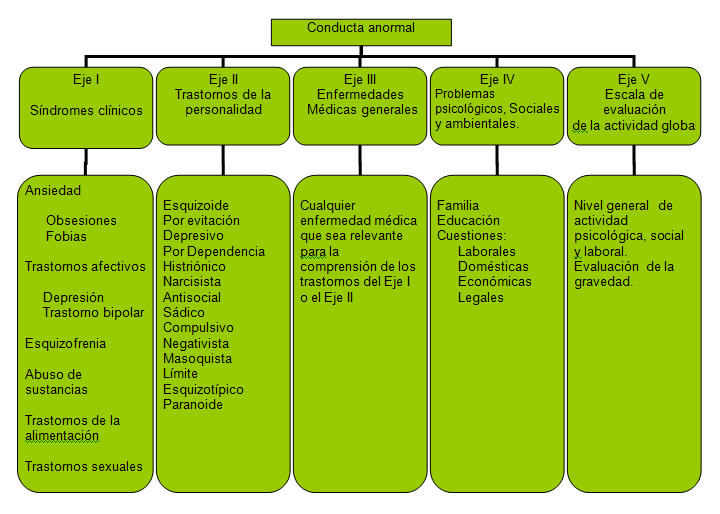 Conducta anormal
Eje I
Síndromes clínicos
Eje II
Trastornos de la
personalidad
Eje III
Enfermedades
Médicas generales
Eje IV
Problemas
psicológicos, Sociales
y ambientales.
Eje V
Escala de
evaluación
de la actividad global
Ansiedad
Obsesiones
Fobias
Trastornos afectivos
Depresión
Trastorno bipolar
Esquizofrenia
Abuso de
sustancias
Trastornos de la
alimentación
Trastornos sexuales
Esquizoide
Por evitación
Depresivo
Por Dependencia
Histriónico
Narcisista
Antisocial
Sádico
Compulsivo
Negativista
Masoquista
Límite
Esquizotípico
Paranoide
Cualquier
enfermedad médica
que sea relevante
para la
comprensión de los
trastornos del Eje I
o el Eje II
Familia
Educación
Cuestiones:
Laborales
Domésticas
Económicas
Legales
Nivel general de
actividad
psicológica, social
y laboral.
Evaluación de la
gravedad.